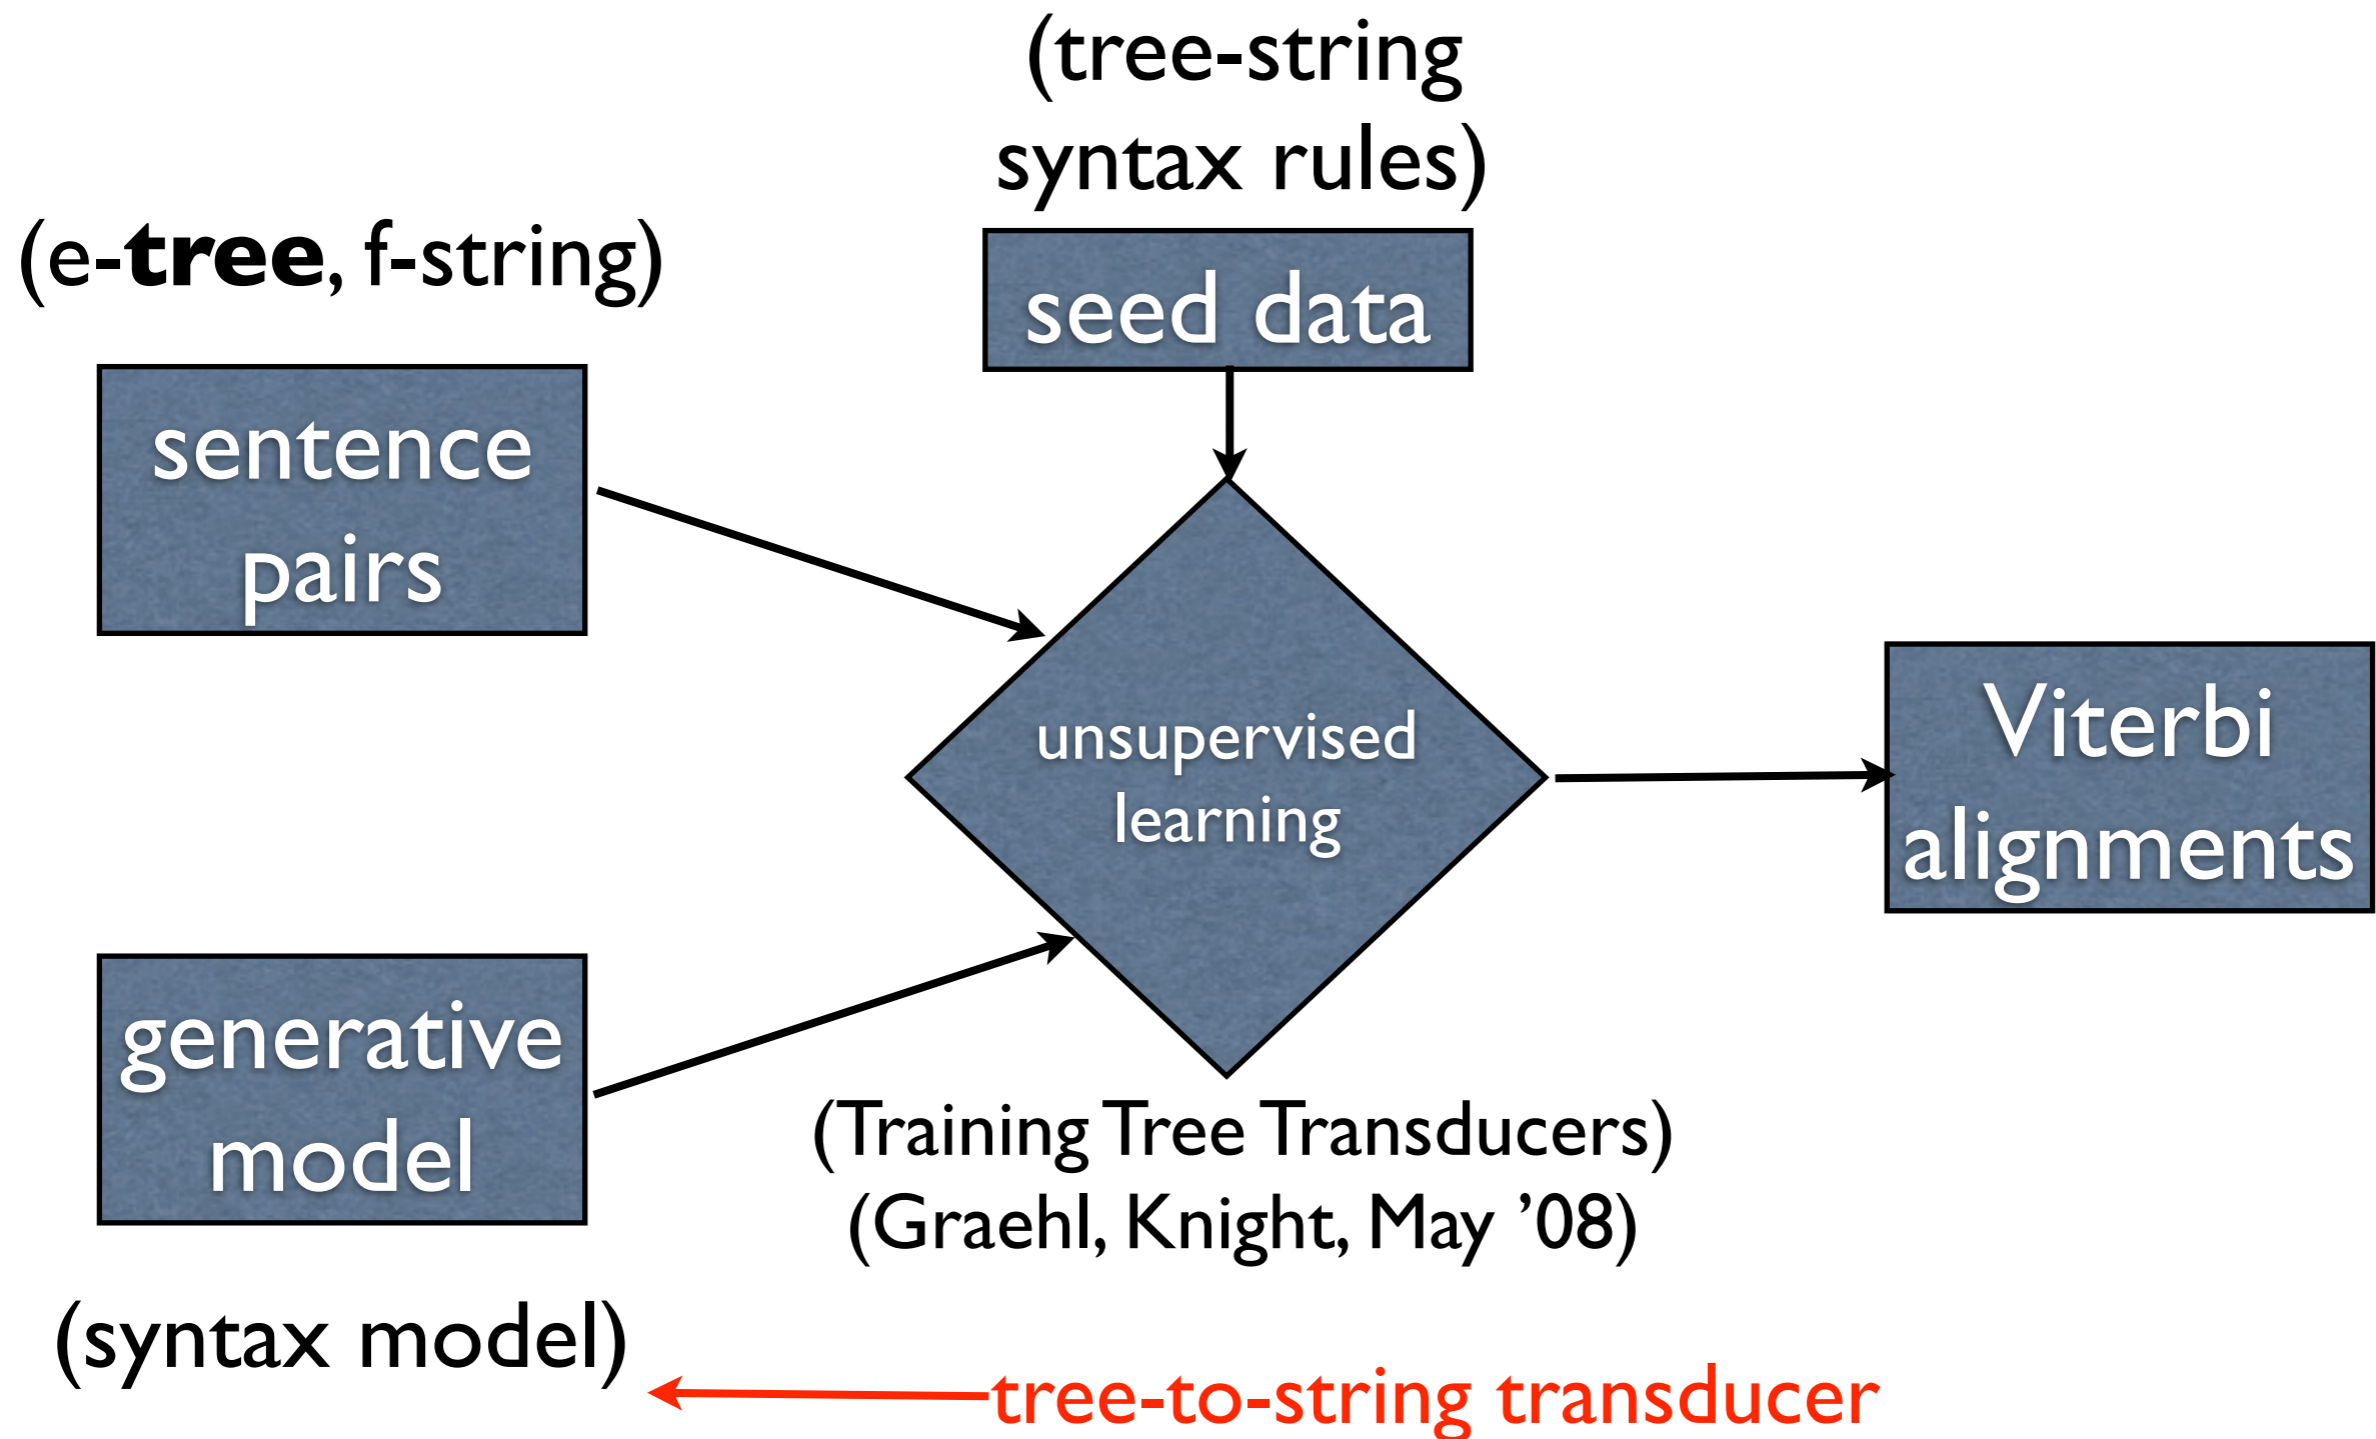 (tree-string
syntax rules)
(e-tree, f-string)
seed data
sentence
pairs
unsupervised
learning
Viterbi
alignments
generative
model
(Training Tree Transducers)
(Graehl, Knight, May ’08)
(syntax model)
tree-to-string transducer